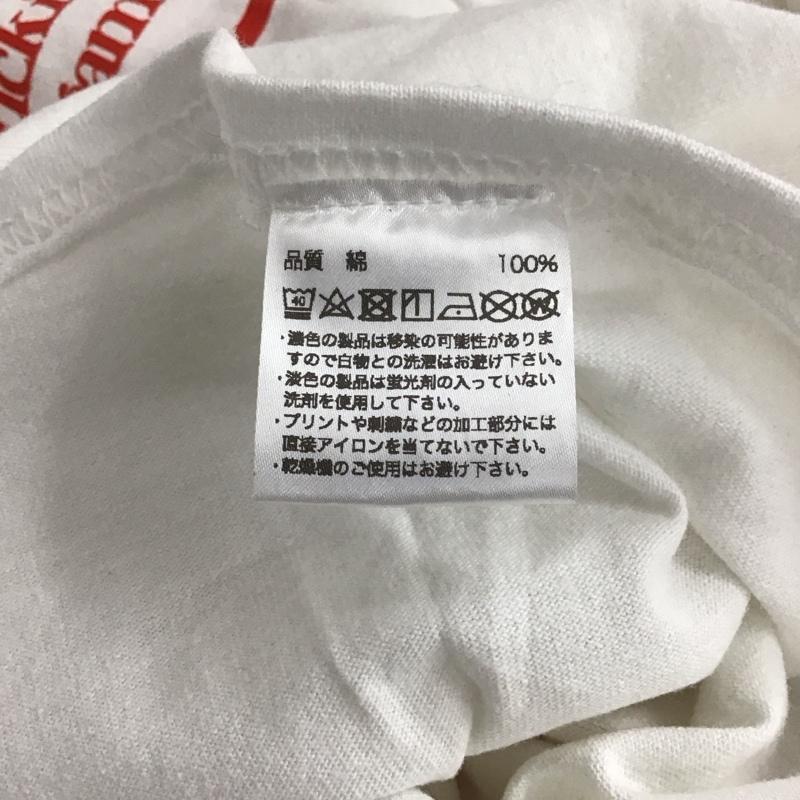 icki
fam
品質 綿 100%
40
・濃色の製品は移染の可能性がありま
すので白物との洗濯はお避け下さい。
・淡色の製品は蛍光剤の入っていない
洗剤を使用して下さい。
・プリントや刺繍などの加工部分には
直接アイロンを当てないで下さい。
・乾燥機のご使用はお避け下さい。